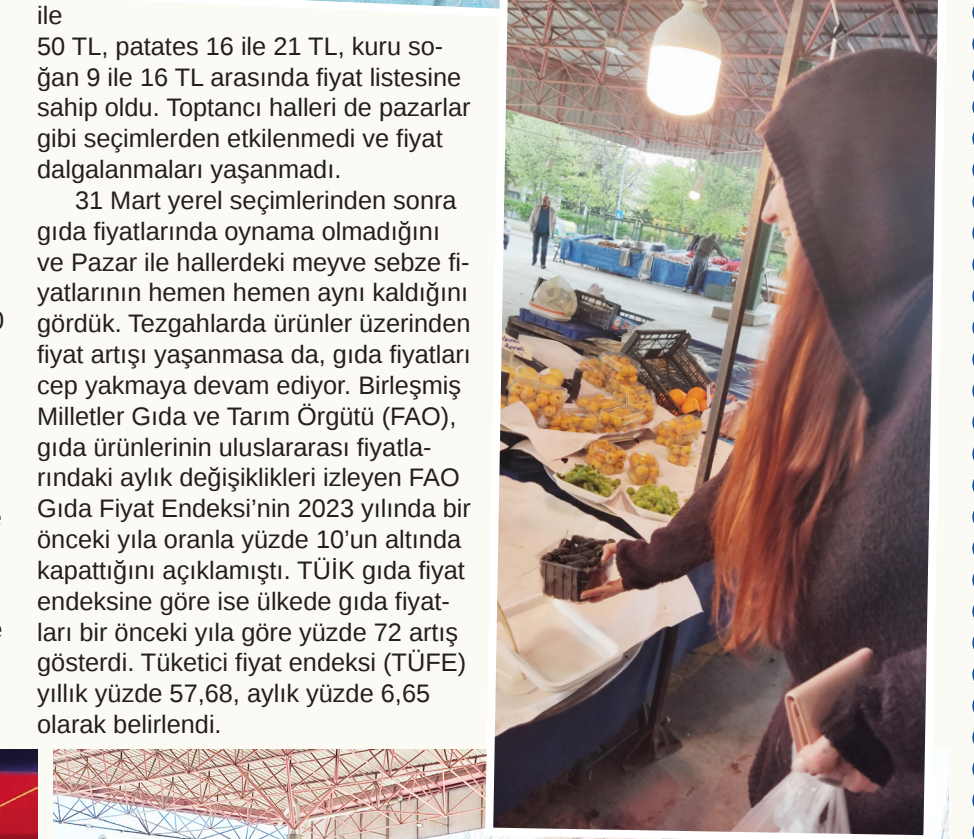 ile
50 TL, patates 16 ile 21 TL, kuru so-
ğan 9 ile 16 TL arasında fiyat listesine
sahip oldu. Toptancı halleri de pazarlar
gibi seçimlerden etkilenmedi ve fiyat
dalgalanmaları yaşanmadı.
31 Mart yerel seçimlerinden sonra
gıda fiyatlarında oynama olmadığını
ve Pazar ile hallerdeki meyve sebze fi-
yatlarının hemen hemen aynı kaldığını
gördük. Tezgahlarda ürünler üzerinden
fiyat artışı yaşanmasa da, gıda fiyatları
cep yakmaya devam ediyor. Birleşmiş
Milletler Gıda ve Tarım Örgütü (FAO),
gıda ürünlerinin uluslararası fiyatla-
rındaki aylık değişiklikleri izleyen FAO
Gıda Fiyat Endeksi’nin 2023 yılında bir
önceki yıla oranla yüzde 10’un altında
kapattığını açıklamıştı. TÜİK gıda fiyat
endeksine göre ise ülkede gıda fiyat-
ları bir önceki yıla göre yüzde 72 artış
gösterdi. Tüketici fiyat endeksi (TÜFE)
yıllık yüzde 57,68, aylık yüzde 6,65
olarak belirlendi.